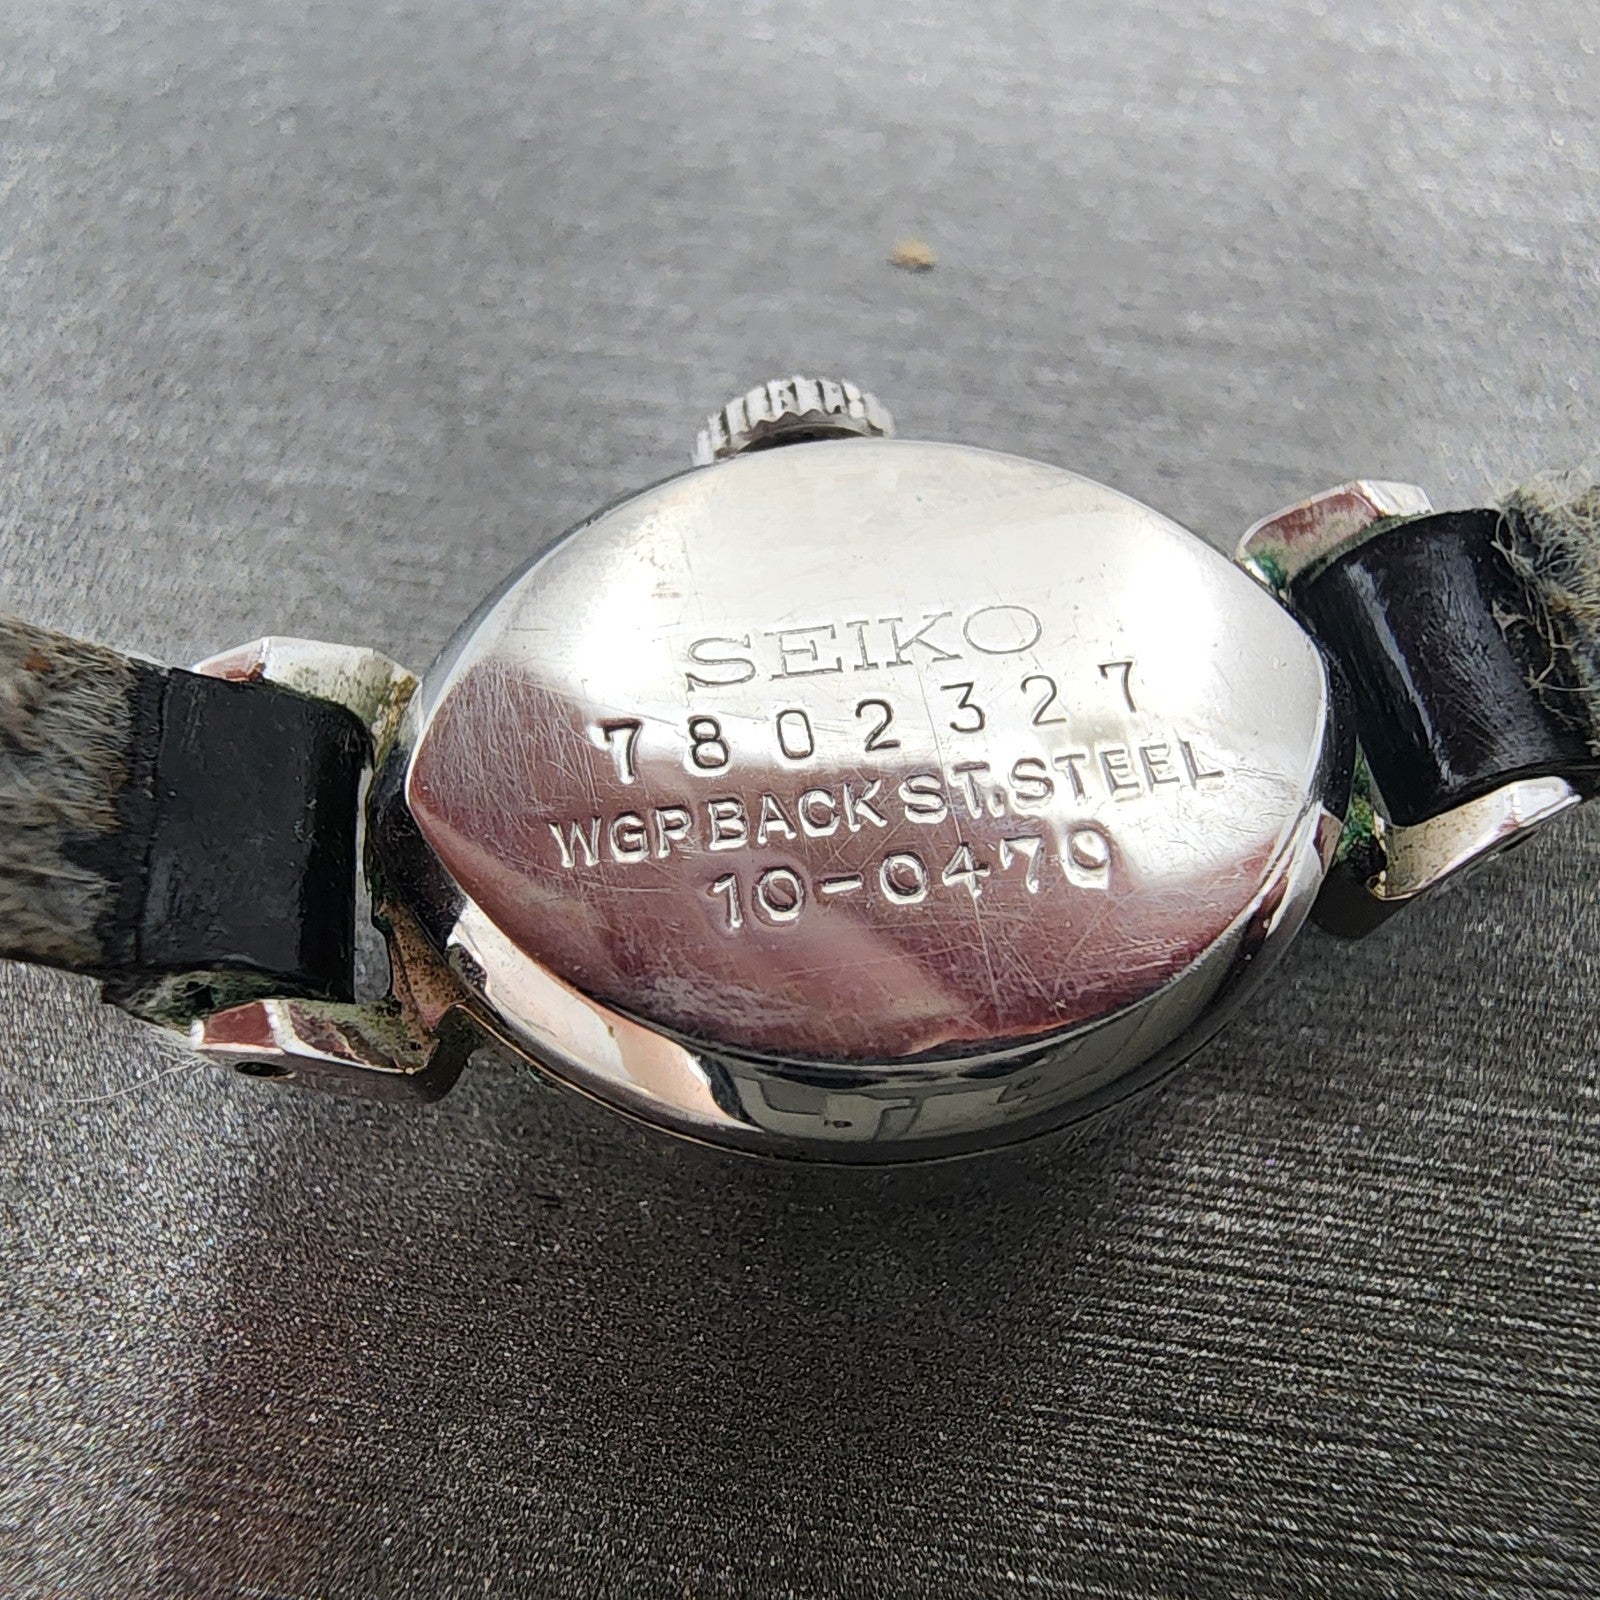 SEIKO
7802327
WGP BACK ST.STEEL
10-0470